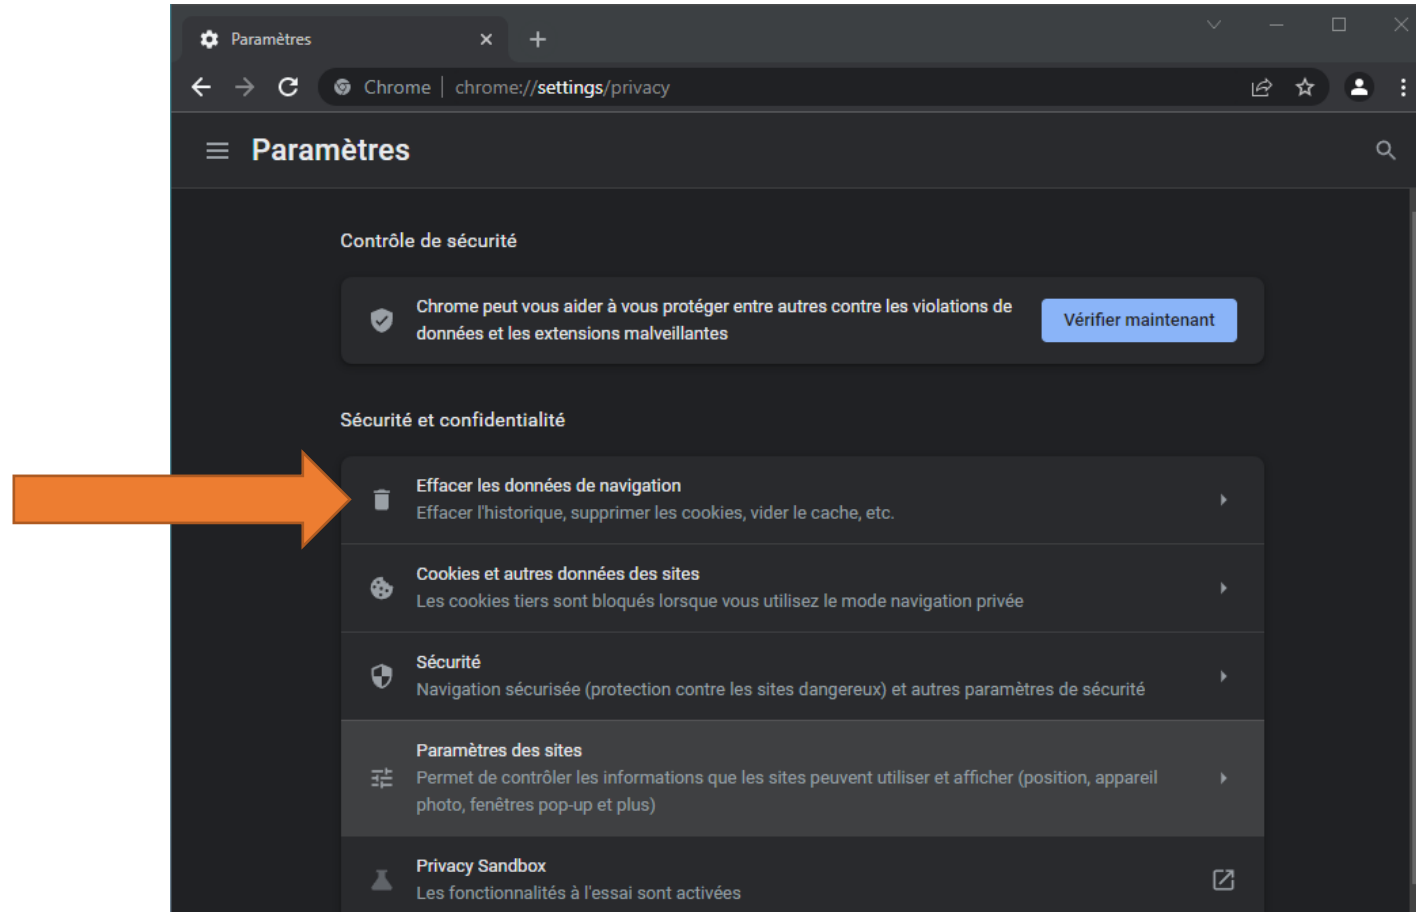 Paramètres
Chrome | chrome://settings/privacy
Paramètres
Contrôle de sécurité
Chrome peut vous aider à vous protéger entre autres contre les violations de
données et les extensions malveillantes
Vérifier maintenant
Sécurité et confidentialité
Effacer les données de navigation
Effacer l'historique, supprimer les cookies, vider le cache, etc.
Cookies et autres données des sites
Les cookies tiers sont bloqués lorsque vous utilisez le mode navigation privée
Sécurité
Navigation sécurisée (protection contre les sites dangereux) et autres paramètres de sécurité
Paramètres des sites
Permet de contrôler les informations que les sites peuvent utiliser et afficher (position, appareil
photo, fenêtres pop-up et plus)
Privacy Sandbox
Les fonctionnalités à l'essai sont activées